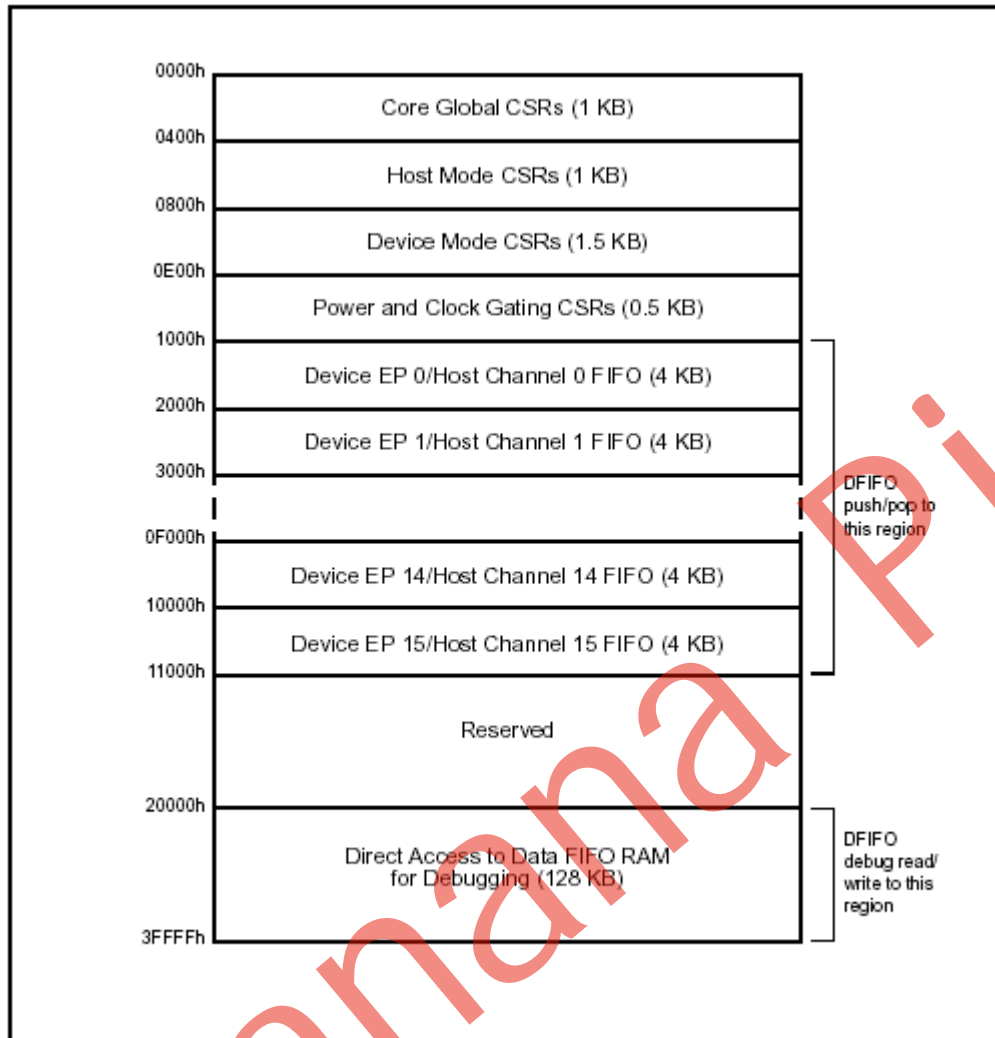 0000h
Core Global CSRs (1 KB)
0400h
Host Mode CSRs (1 KB)
0800h
Device Mode CSRs (1.5 KB)
0E00h
Power and Clock Gating CSRs (0.5 KB)
1000h
Device EP 0/Host Channel 0 FIFO (4 KB)
2000h
Device EP 1/Host Channel 1 FIFO (4 KB)
3000h
DFIFO
push/pop to
this region
0F000h
Device EP 14/Host Channel 14 FIFO (4 KB)
10000h
Device EP 15/Host Channel 15 FIFO (4 KB)
11000h
Reserved
20000h
Direct Access to Data FIFO RAM
for Debugging (128 KB)
DFIFO
debug read/
write to this
region
3FFFFh
anana Pi